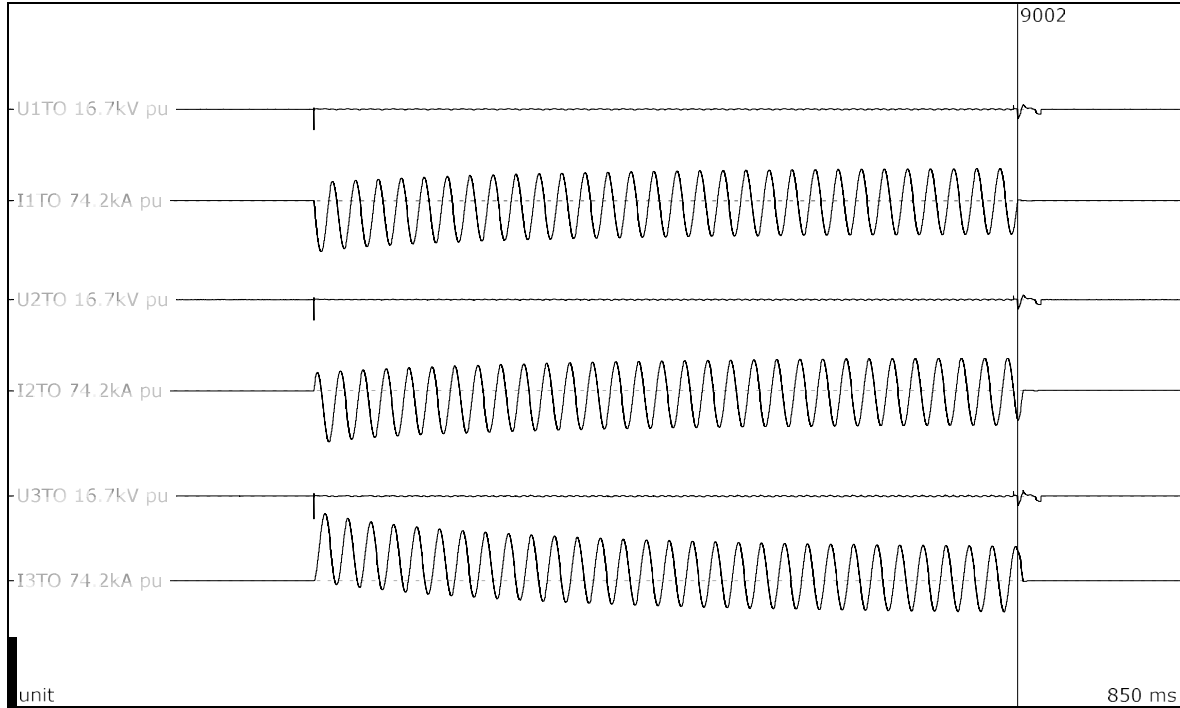 9002
U1TO 16.7kV pu
I1TO 74.2kA pu
U2TO 16.7kV pu
I2TO 74.2kA pu
U3TO 16.7kV pu
I3TO 74.2kA pu
unit
850 ms